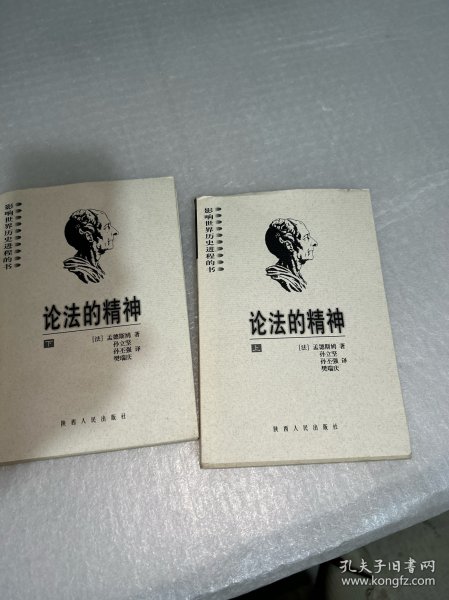 影响世界历史进程的书
论法的精神
下
［法］孟德斯鸠 著
孙立坚
孙丕强 译
樊瑞庆
陕西人民出版社
影响世界历史进程的书
论法的精神
上
［法］孟德斯鸠 著
孙立坚
孙丕强 译
樊瑞庆
陕西人民出版社
孔夫子旧书网
www.kongfz.com